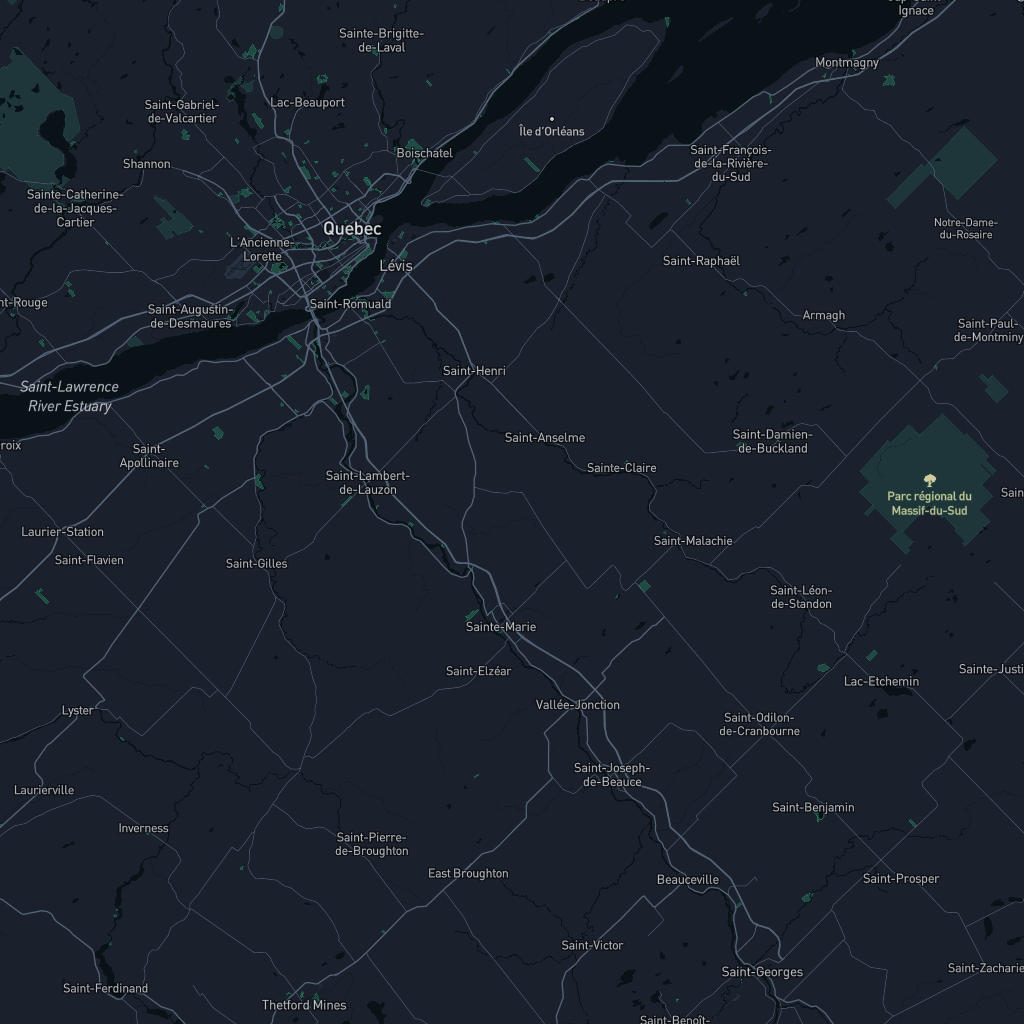 Ignace
Sainte-Brigitte-
de-Laval
Montmagny
Saint-Gabriel-
de-Valcartier
Lac-Beauport
Île d'Orléans
Boischatel
Saint-François-
de-la-Rivière-
du-Sud
Shannon
Sainte-Catherine-
de-la-Jacques-
Cartier
Québec
Notre-Dame-
du-Rosaire
L'Ancienne-
Lorette
Lévis
Saint-Raphaël
nt-Rouge
Saint-Augustin-
de-Desmaures
Saint-Romuald
Armagh
Saint-Paul-
de-Montminy
Saint-Henri
Saint-Lawrence
River Estuary
roix
Saint-
Apollinaire
Saint-Anselme
Saint-Damien-
de-Buckland
Sainte-Claire
Saint-Lambert-
de-Lauzon
Parc régional du
Massif-du-Sud
Sain
Laurier-Station
Saint-Flavien
Saint-Gilles
Saint-Malachie
Saint-Léon-
de-Standon
Sainte-Marie
Saint-Elzéar
Sainte-Justi
Lac-Etchemin
Lyster
Vallée-Jonction
Saint-Odilon-
de-Cranbourne
Saint-Joseph-
de-Beauce
Laurierville
Saint-Benjamin
Inverness
Saint-Pierre-
de-Broughton
East Broughton
Beauceville
Saint-Prosper
Saint-Victor
Saint-Georges
Saint-Zacharie
Saint-Ferdinand
Thetford Mines
Saint-Benoît-